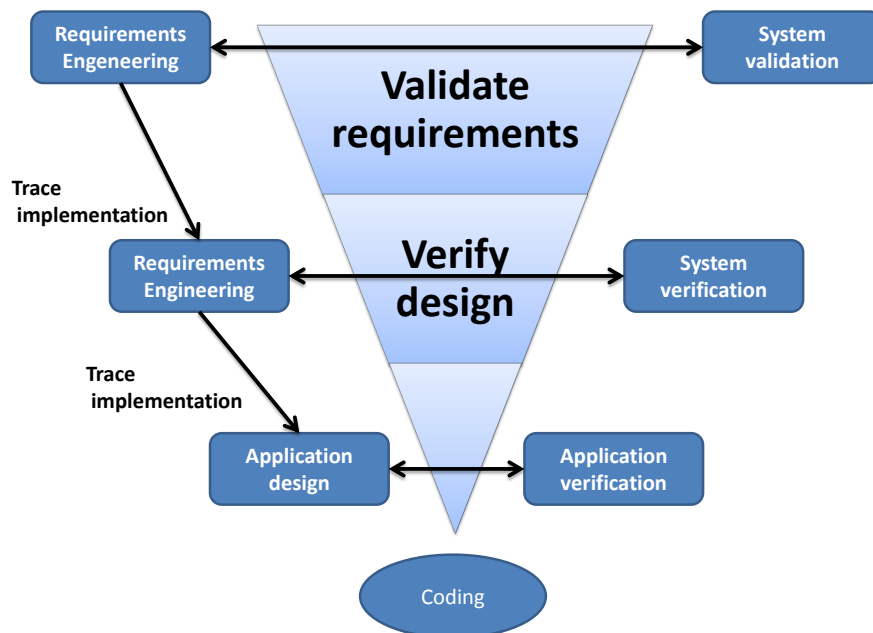 Requirements
Engeneering
System
validation
Validate
requirements
Trace
implementation
Requirements
Engineering
Verify
design
System
verification
Trace
implementation
Application
design
Application
verification
Coding